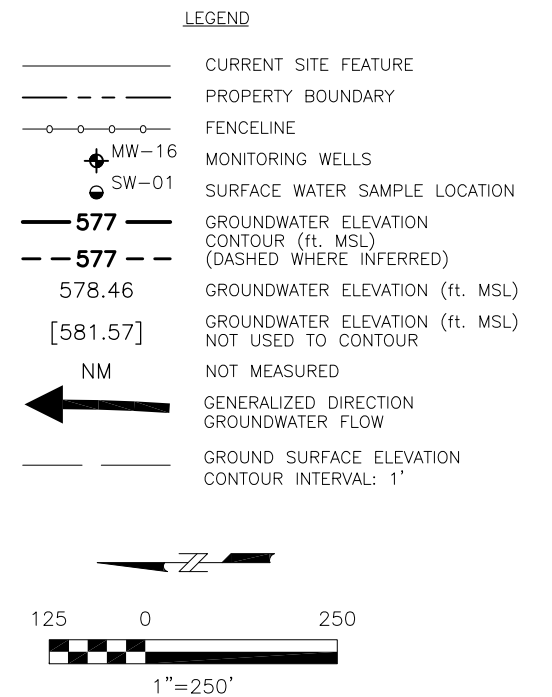 LEGEND
CURRENT SITE FEATURE
PROPERTY BOUNDARY
FENCELINE
MW-16
MONITORING WELLS
SW-01
SURFACE WATER SAMPLE LOCATION
577
GROUNDWATER ELEVATION
CONTOUR (ft. MSL)
577
(DASHED WHERE INFERRED)
578.46
GROUNDWATER ELEVATION (ft. MSL)
[581.57]
GROUNDWATER ELEVATION (ft. MSL)
NOT USED TO CONTOUR
NM
NOT MEASURED
GENERALIZED DIRECTION
GROUNDWATER FLOW
GROUND SURFACE ELEVATION
CONTOUR INTERVAL: 1'
N
125 0 250
1"=250'